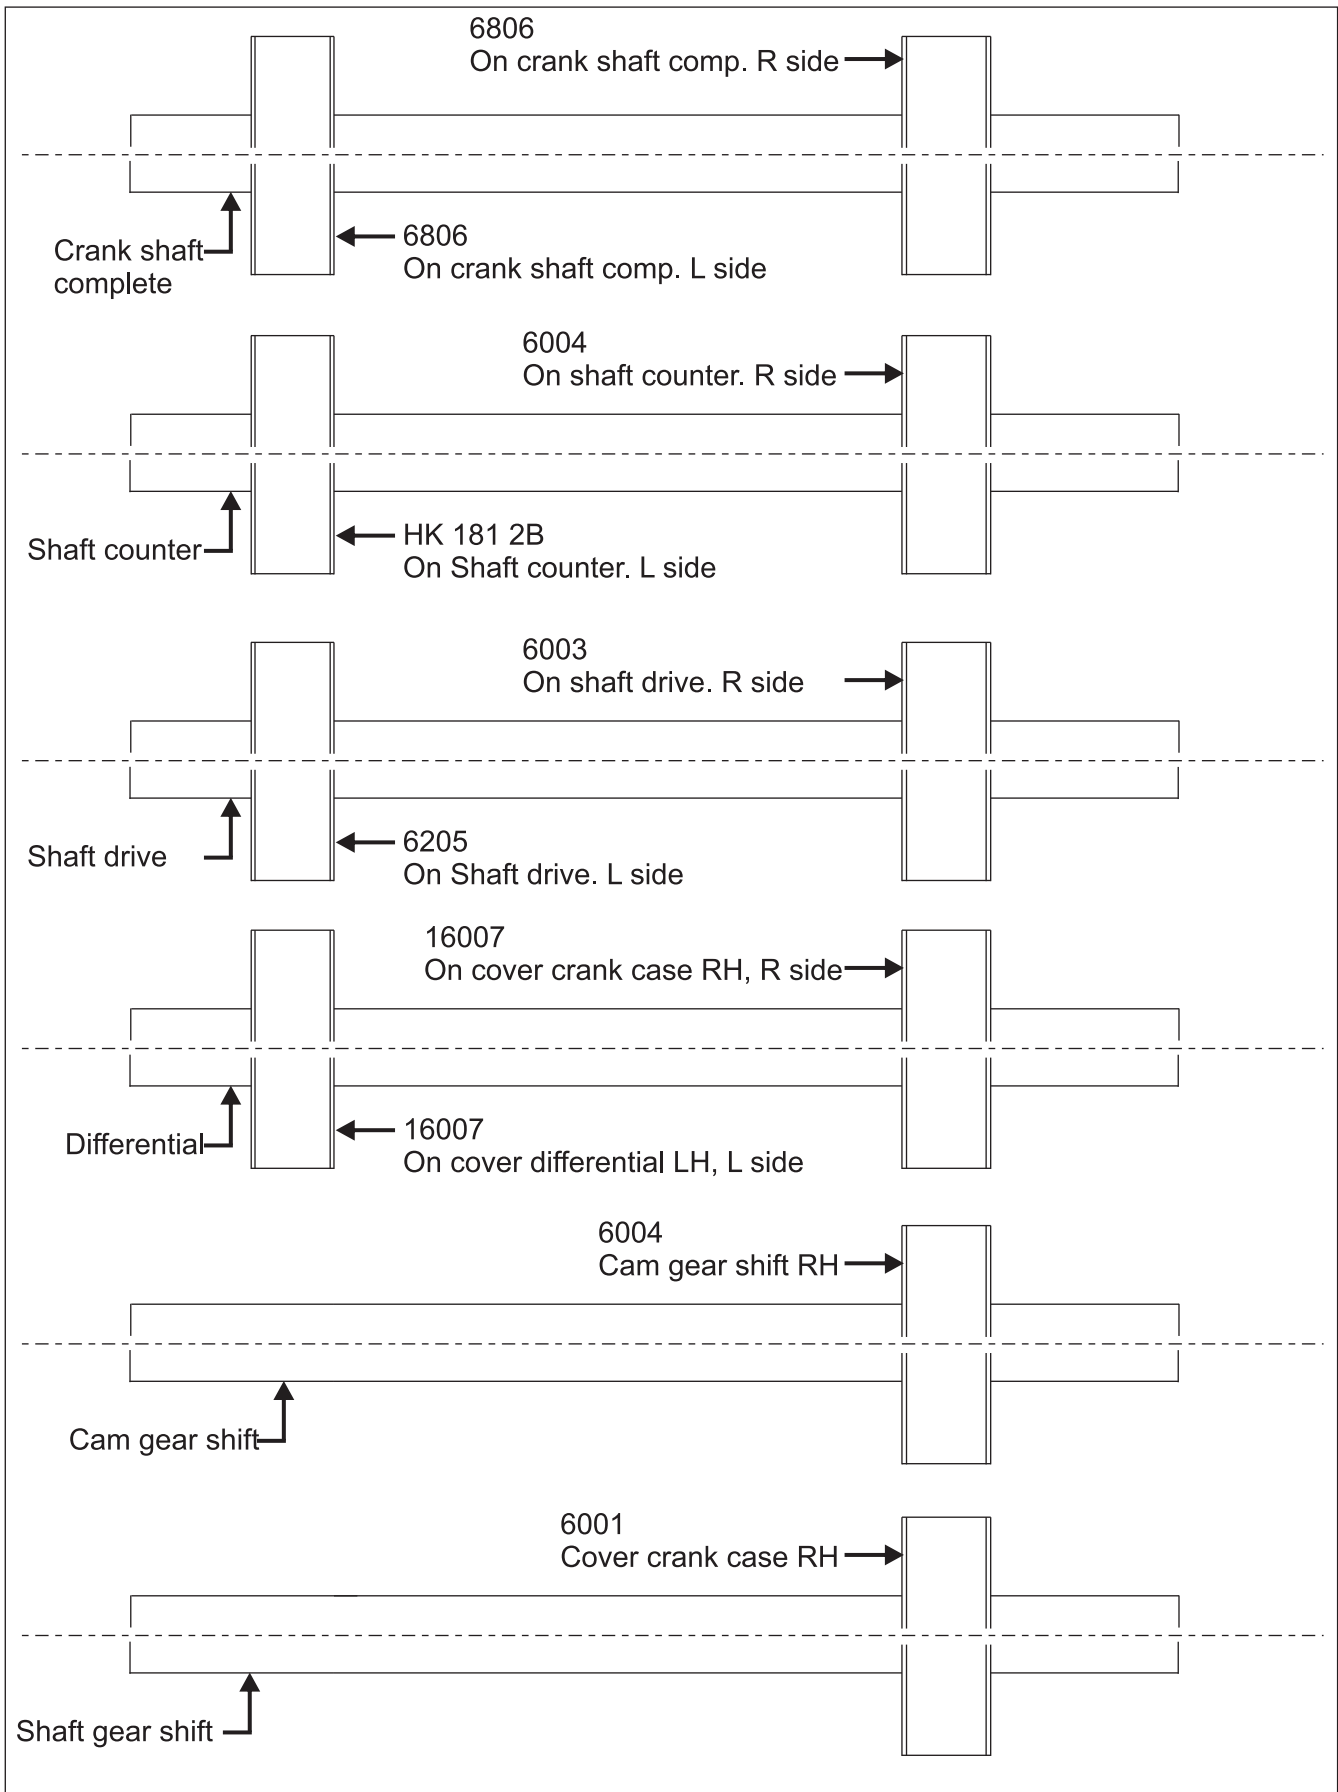 6806
On crank shaft comp. R side
Crank shaft
complete
6806
On crank shaft comp. L side
6004
On shaft counter. R side
Shaft counter
HK 181 2B
On Shaft counter. L side
6003
On shaft drive. R side
Shaft drive
6205
On Shaft drive. L side
16007
On cover crank case RH, R side
Differential
16007
On cover differential LH, L side
6004
Cam gear shift RH
Cam gear shift
6001
Cover crank case RH
Shaft gear shift